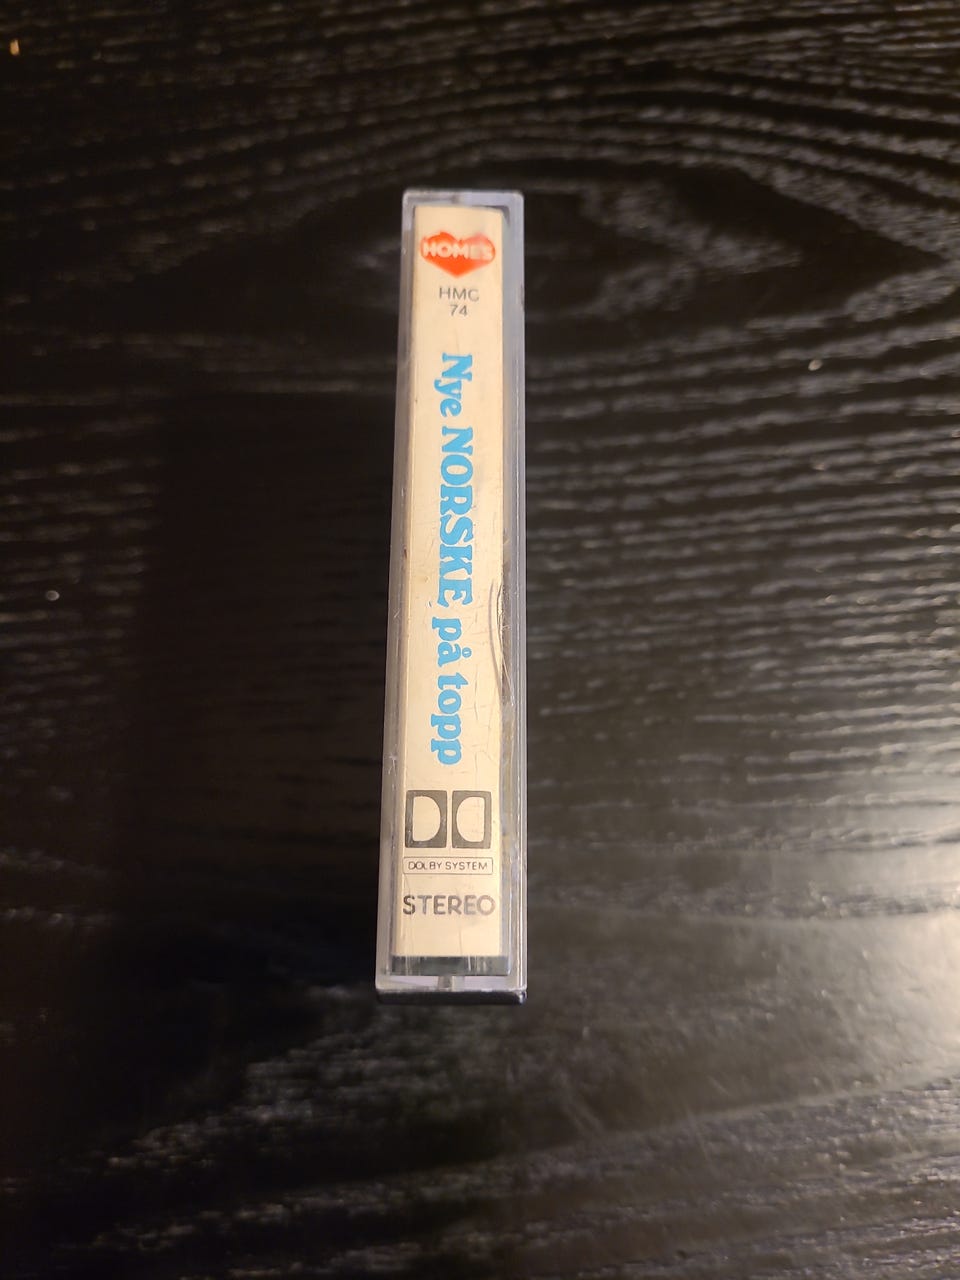 HOMES
HMC
74
Nye NORSKE på topp
DOLBY SYSTEM
STEREO